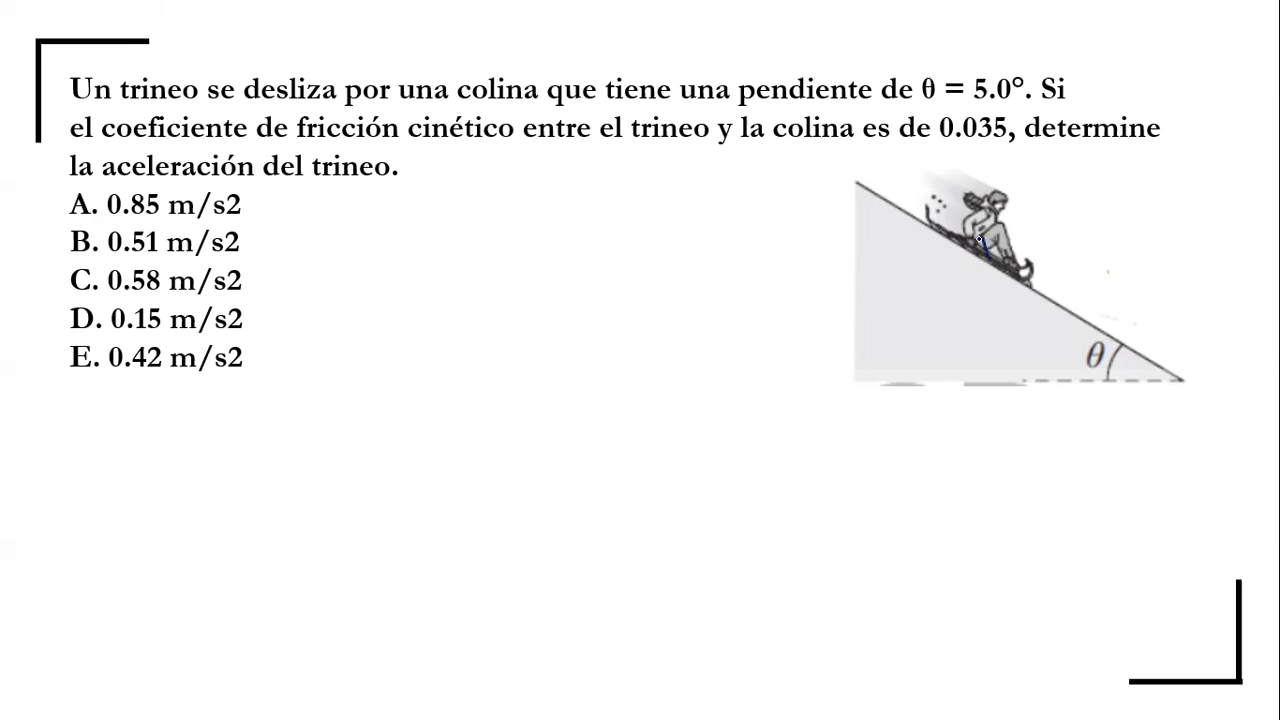 Un trineo se desliza por una colina que tiene una pendiente de θ = 5.0°. Si
el coeficiente de fricción cinético entre el trineo y la colina es de 0.035, determine
la aceleración del trineo.
A. 0.85 m/s2
B. 0.51 m/s2
C. 0.58 m/s2
D. 0.15 m/s2
E. 0.42 m/s2
θ